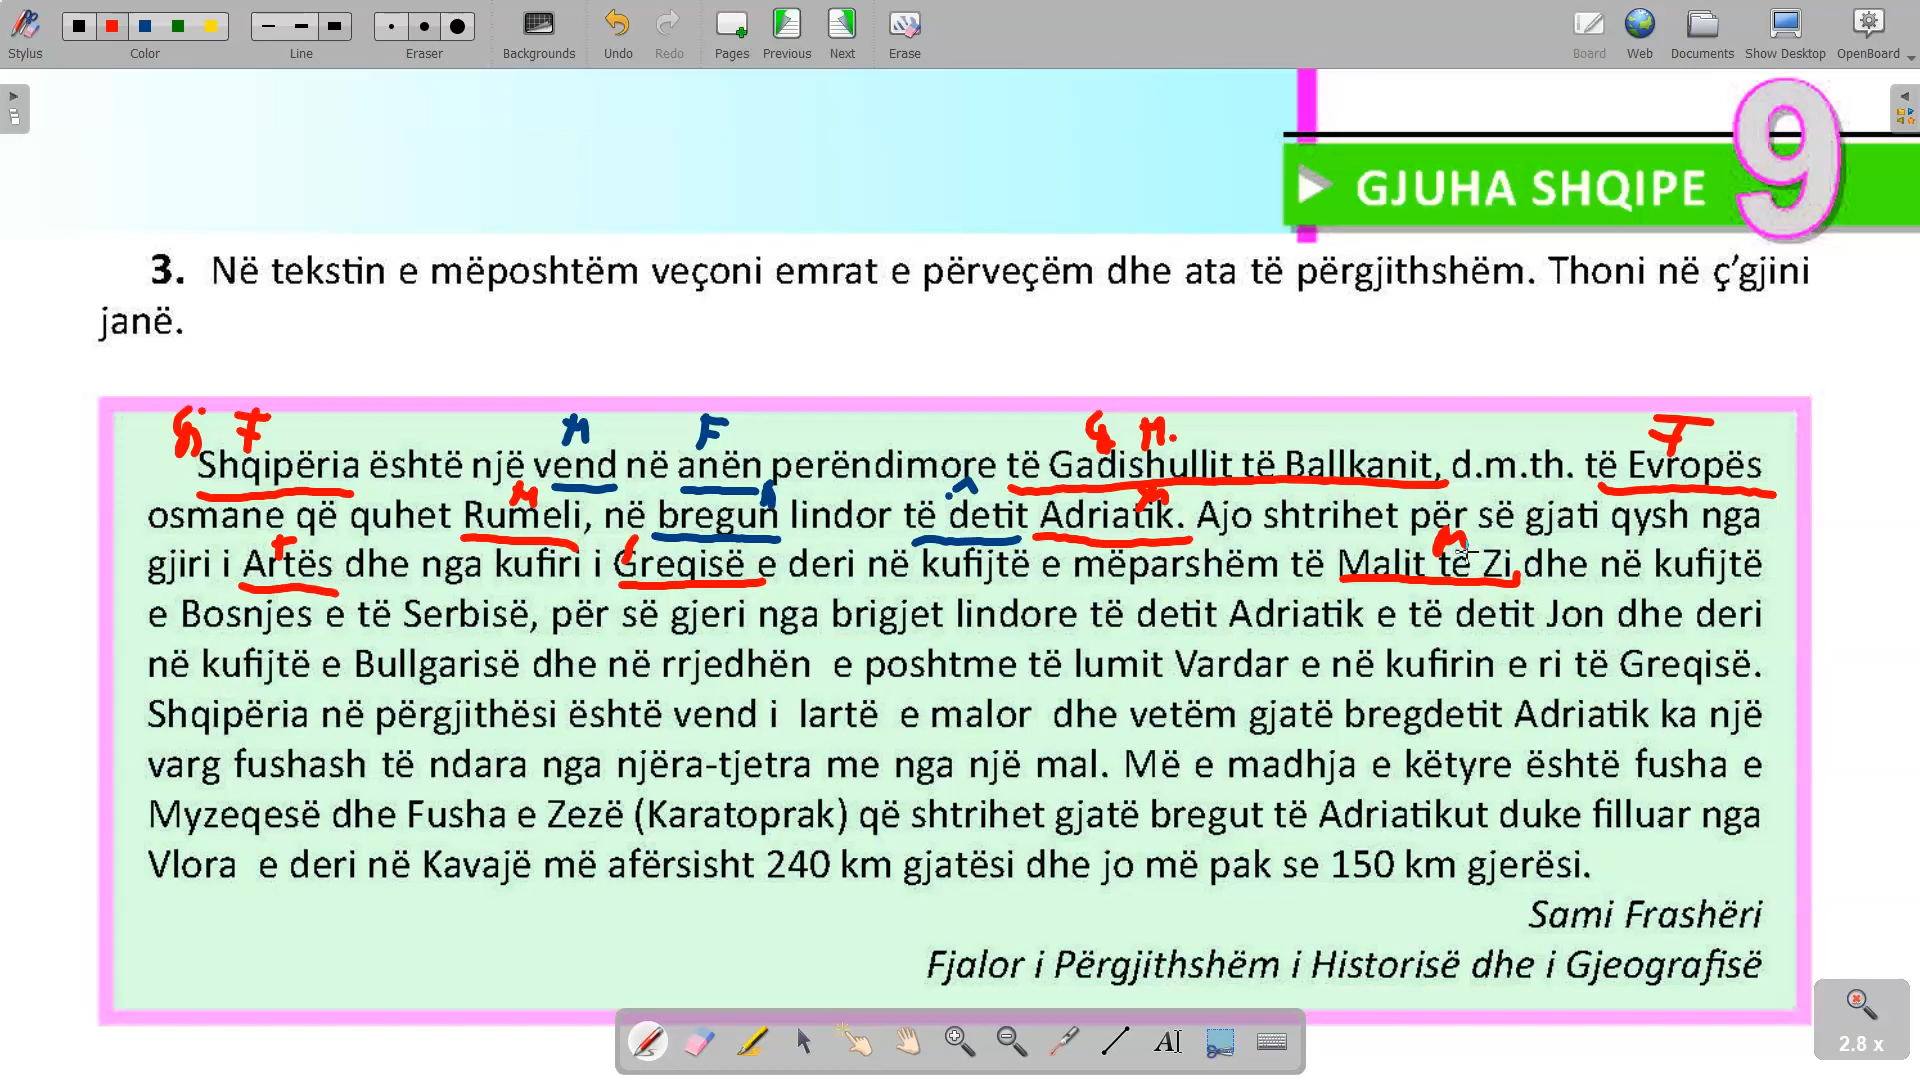 Stylus Color Line Eraser Backgrounds Undo Redo Pages Previous Next Erase Board Web Documents Show Desktop OpenBoard
GJUHA SHQIPE 9
3. Në tekstin e mëposhtëm veçoni emrat e përveçëm dhe ata të përgjithshëm. Thoni në ç’gjini
janë.
Gj F M F G M. F
Shqipëria është një vend në anën perëndimore të Gadishullit të Ballkanit, d.m.th. të Evropës
osmane që quhet Rumeli, në bregun lindor të detit Adriatik. Ajo shtrihet për së gjati qysh nga
gjiri i Artës dhe nga kufiri i Greqisë e deri në kufijtë e mëparshëm të Malit të Zi dhe në kufijtë
e Bosnjes e të Serbisë, për së gjeri nga brigjet lindore të detit Adriatik e të detit Jon dhe deri
në kufijtë e Bullgarisë dhe në rrjedhën e poshtme të lumit Vardar e në kufirin e ri të Greqisë.
Shqipëria në përgjithësi është vend i lartë e malor dhe vetëm gjatë bregdetit Adriatik ka një
varg fushash të ndara nga njëra-tjetra me nga një mal. Më e madhja e këtyre është fusha e
Myzeqesë dhe Fusha e Zezë (Karatoprak) që shtrihet gjatë bregut të Adriatikut duke filluar nga
Vlora e deri në Kavajë më afërsisht 240 km gjatësi dhe jo më pak se 150 km gjerësi.
Sami Frashëri
Fjalor i Përgjithshëm i Historisë dhe i Gjeografisë
2.8 x